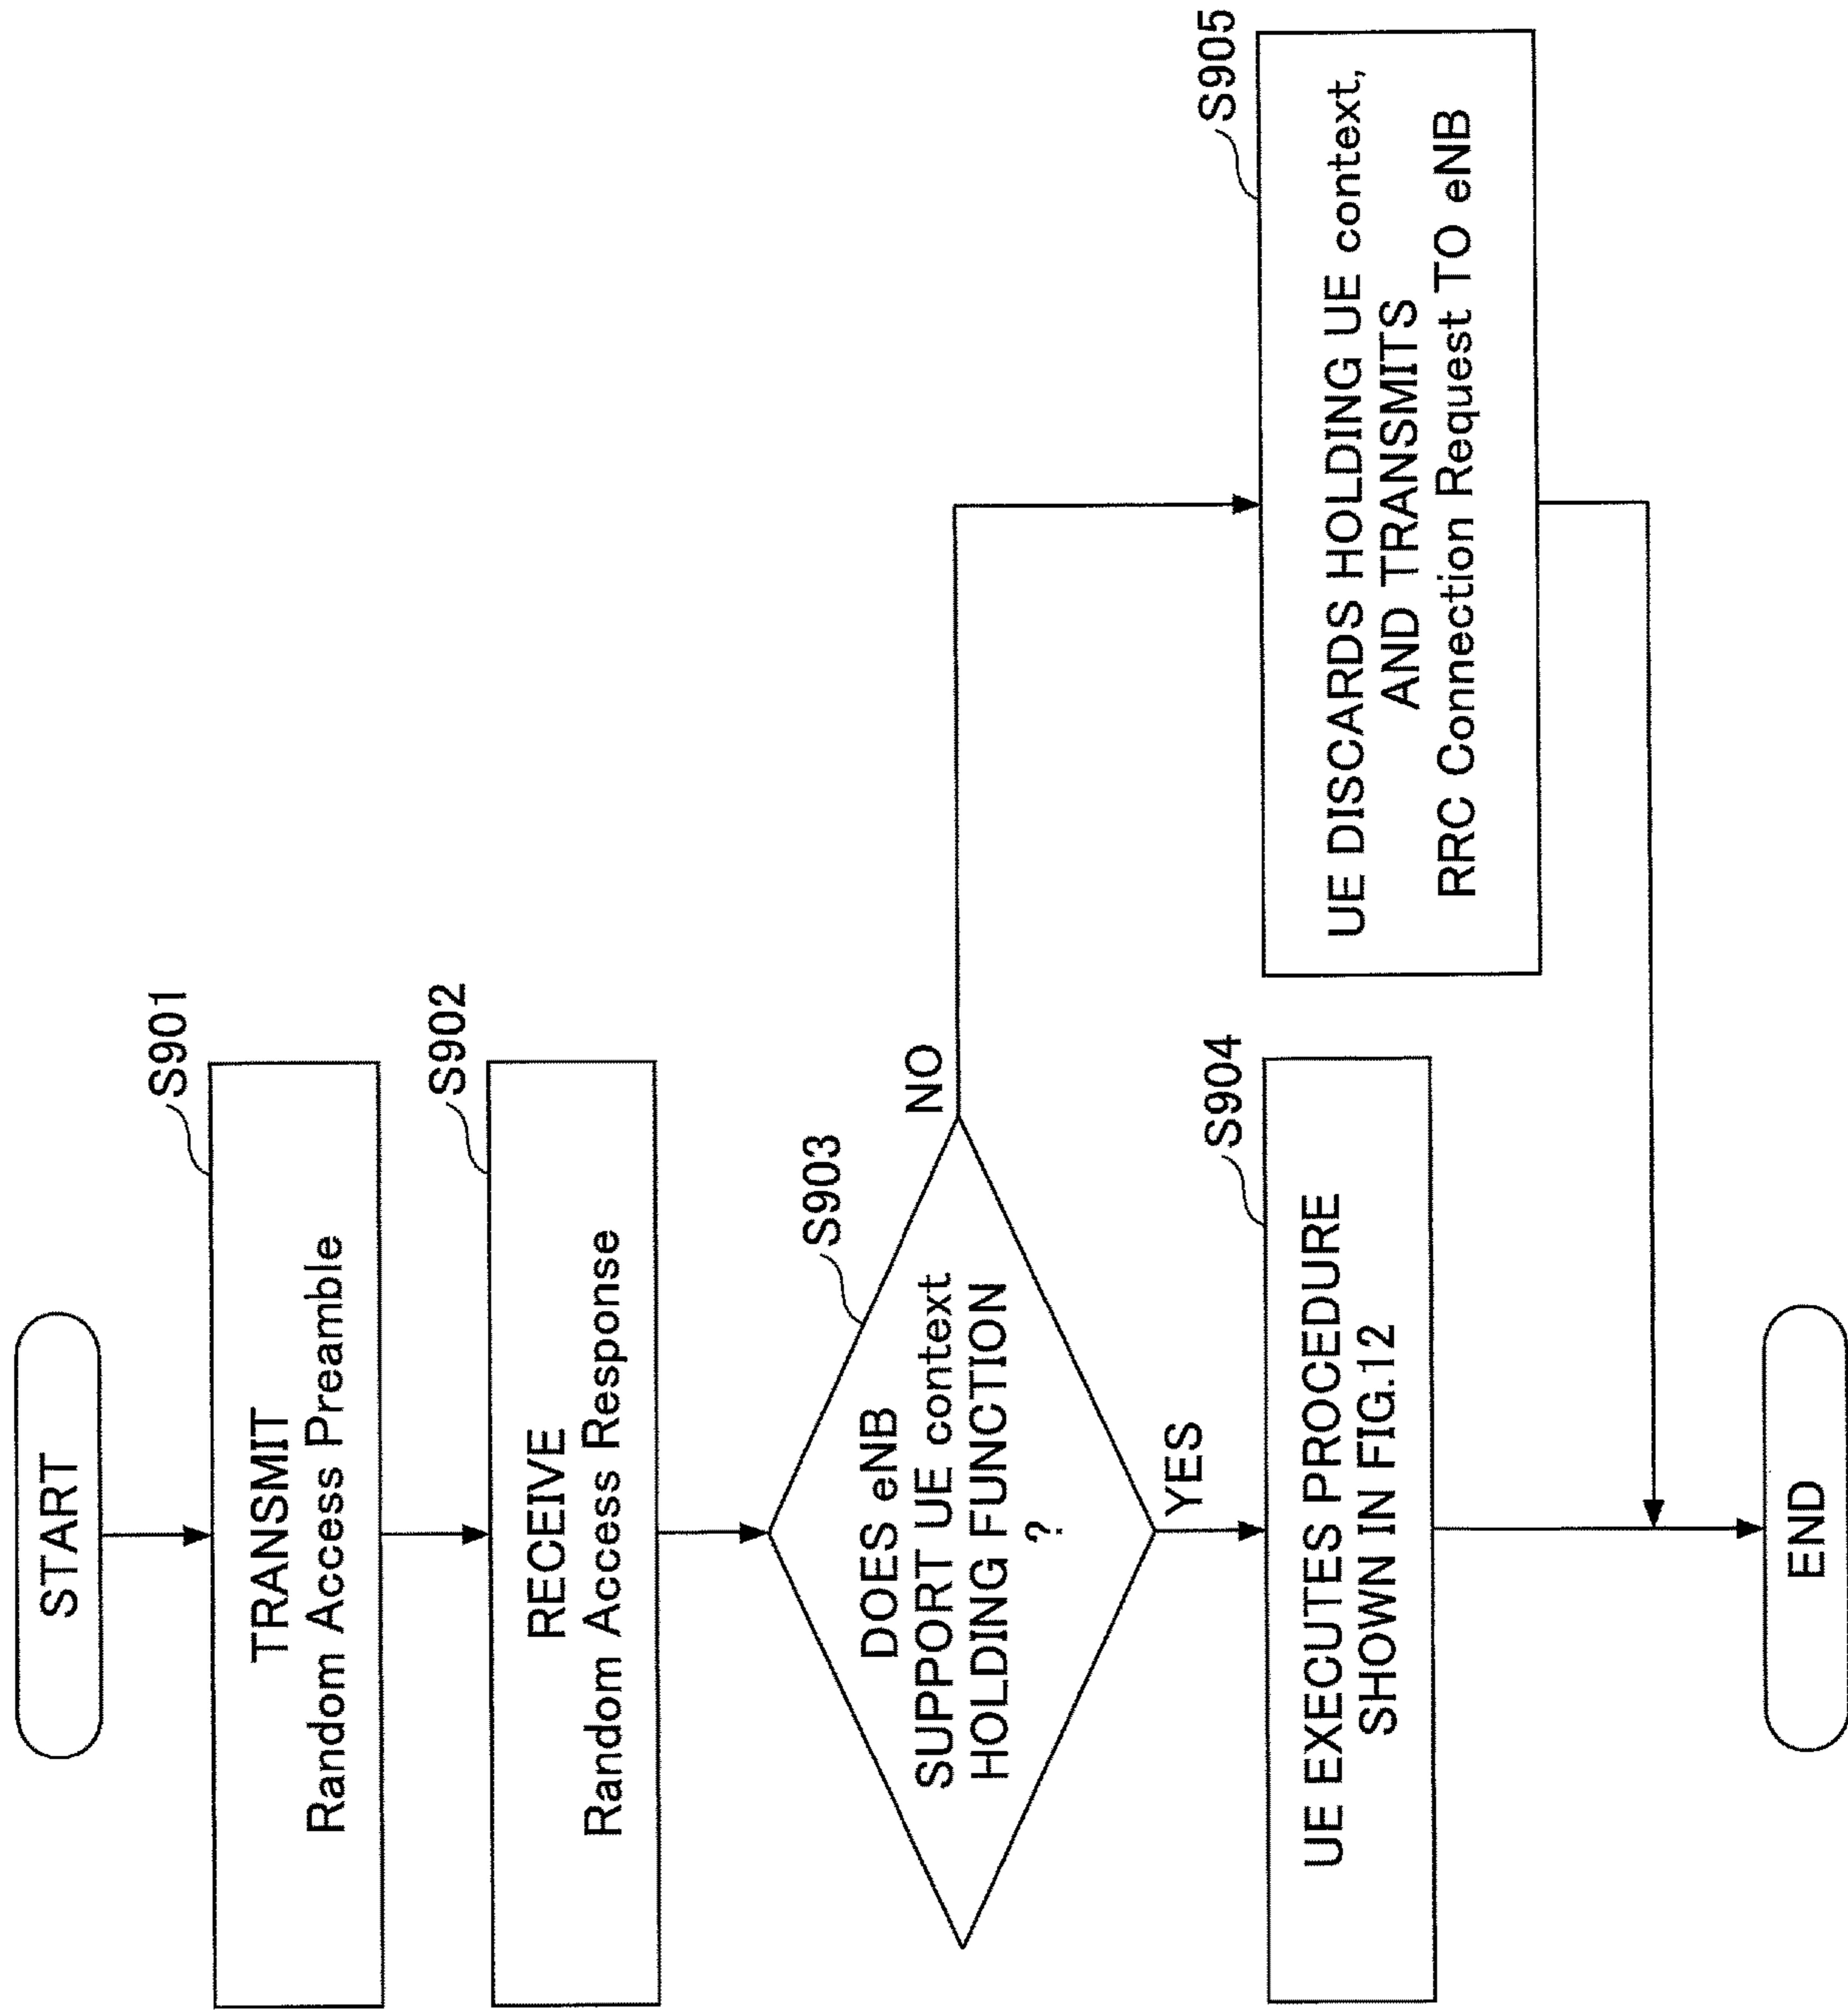 START
S901
TRANSMIT
Random Access Preamble
S902
RECEIVE
Random Access Response
S903
DOES eNB
SUPPORT UE context
HOLDING FUNCTION
?
NO
YES
S904
UE EXECUTES PROCEDURE
SHOWN IN FIG.12
S905
UE DISCARDS HOLDING UE context,
AND TRANSMITS
RRC Connection Request TO eNB
END